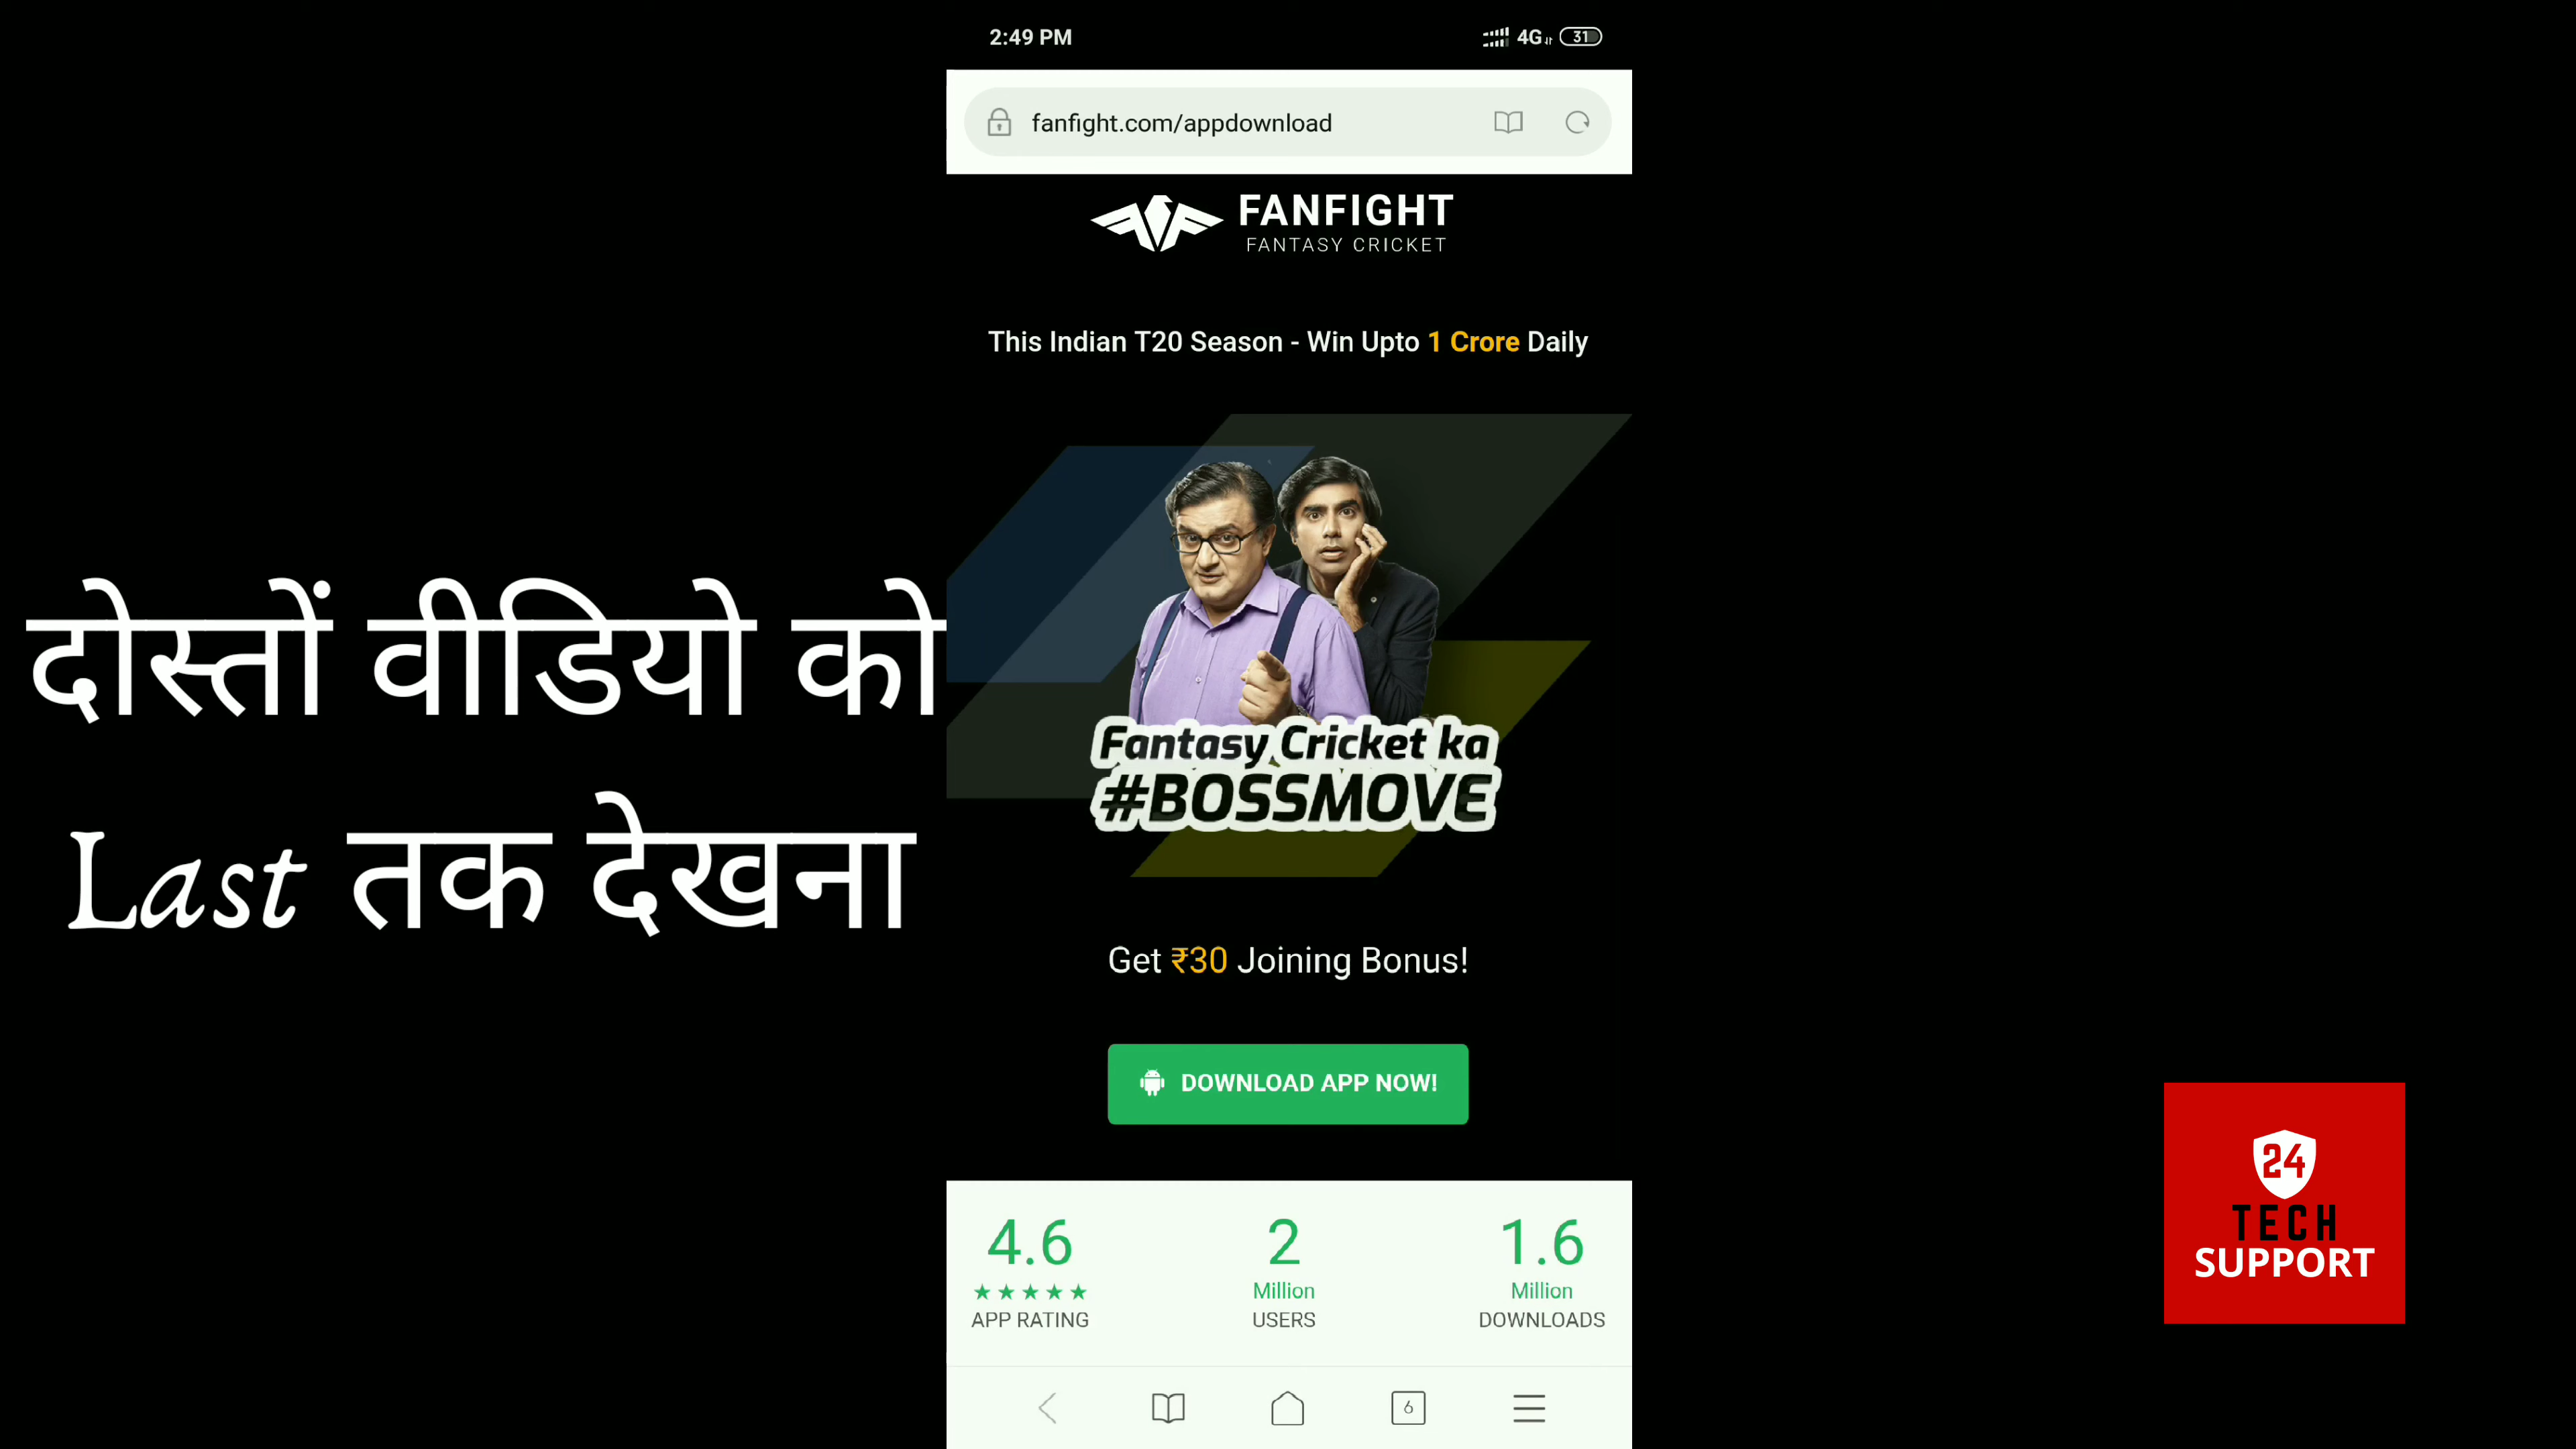 2:49 PM
4G 31
fanfight.com/appdownload
FANFIGHT
FANTASY CRICKET
This Indian T20 Season - Win Upto 1 Crore Daily
दोस्तों वीडियो को
Last तक देखना
Fantasy Cricket ka
#BOSSMOVE
Get ₹30 Joining Bonus!
DOWNLOAD APP NOW!
4.6
APP RATING
2
Million
USERS
1.6
Million
DOWNLOADS
6
24
TECH
SUPPORT